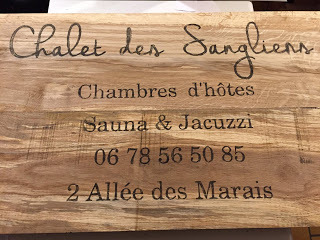 Chalet des Sangliers
Chambres d'hôtes
Sauna & Jacuzzi
06 78 56 50 85
2 Allée des Marais